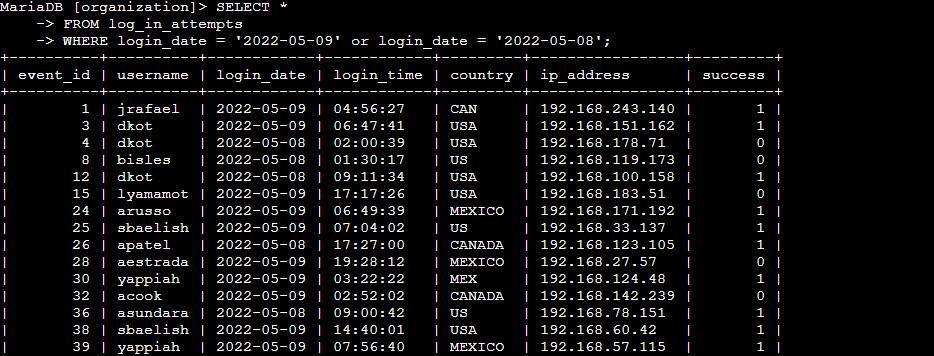 MariaDB [organization]> SELECT *
    -> FROM log_in_attempts
    -> WHERE login_date = '2022-05-09' or login_date = '2022-05-08';
+----------+----------+------------+------------+---------+-----------------+---------+
| event_id | username | login_date | login_time | country | ip_address      | success |
+----------+----------+------------+------------+---------+-----------------+---------+
|        1 | jrafael  | 2022-05-09 | 04:56:27   | CAN     | 192.168.243.140 |       1 |
|        3 | dkot     | 2022-05-09 | 06:47:41   | USA     | 192.168.151.162 |       1 |
|        4 | dkot     | 2022-05-08 | 02:00:39   | USA     | 192.168.178.71  |       0 |
|        8 | bisles   | 2022-05-08 | 01:30:17   | US      | 192.168.119.173 |       0 |
|       12 | dkot     | 2022-05-08 | 09:11:34   | USA     | 192.168.100.158 |       1 |
|       15 | lyamamot | 2022-05-09 | 17:17:26   | USA     | 192.168.183.51  |       0 |
|       24 | arusso   | 2022-05-09 | 06:49:39   | MEXICO  | 192.168.171.192 |       1 |
|       25 | sbaelish | 2022-05-09 | 07:04:02   | US      | 192.168.33.137  |       1 |
|       26 | apatel   | 2022-05-08 | 17:27:00   | CANADA  | 192.168.123.105 |       1 |
|       28 | aestrada | 2022-05-09 | 19:28:12   | MEXICO  | 192.168.27.57   |       0 |
|       30 | yappiah  | 2022-05-09 | 03:22:22   | MEX     | 192.168.124.48  |       1 |
|       32 | acook    | 2022-05-09 | 02:52:02   | CANADA  | 192.168.142.239 |       0 |
|       36 | asundara | 2022-05-08 | 09:00:42   | US      | 192.168.78.151  |       1 |
|       38 | sbaelish | 2022-05-09 | 14:40:01   | USA     | 192.168.60.42   |       1 |
|       39 | yappiah  | 2022-05-09 | 07:56:40   | MEXICO  | 192.168.57.115  |       1 |